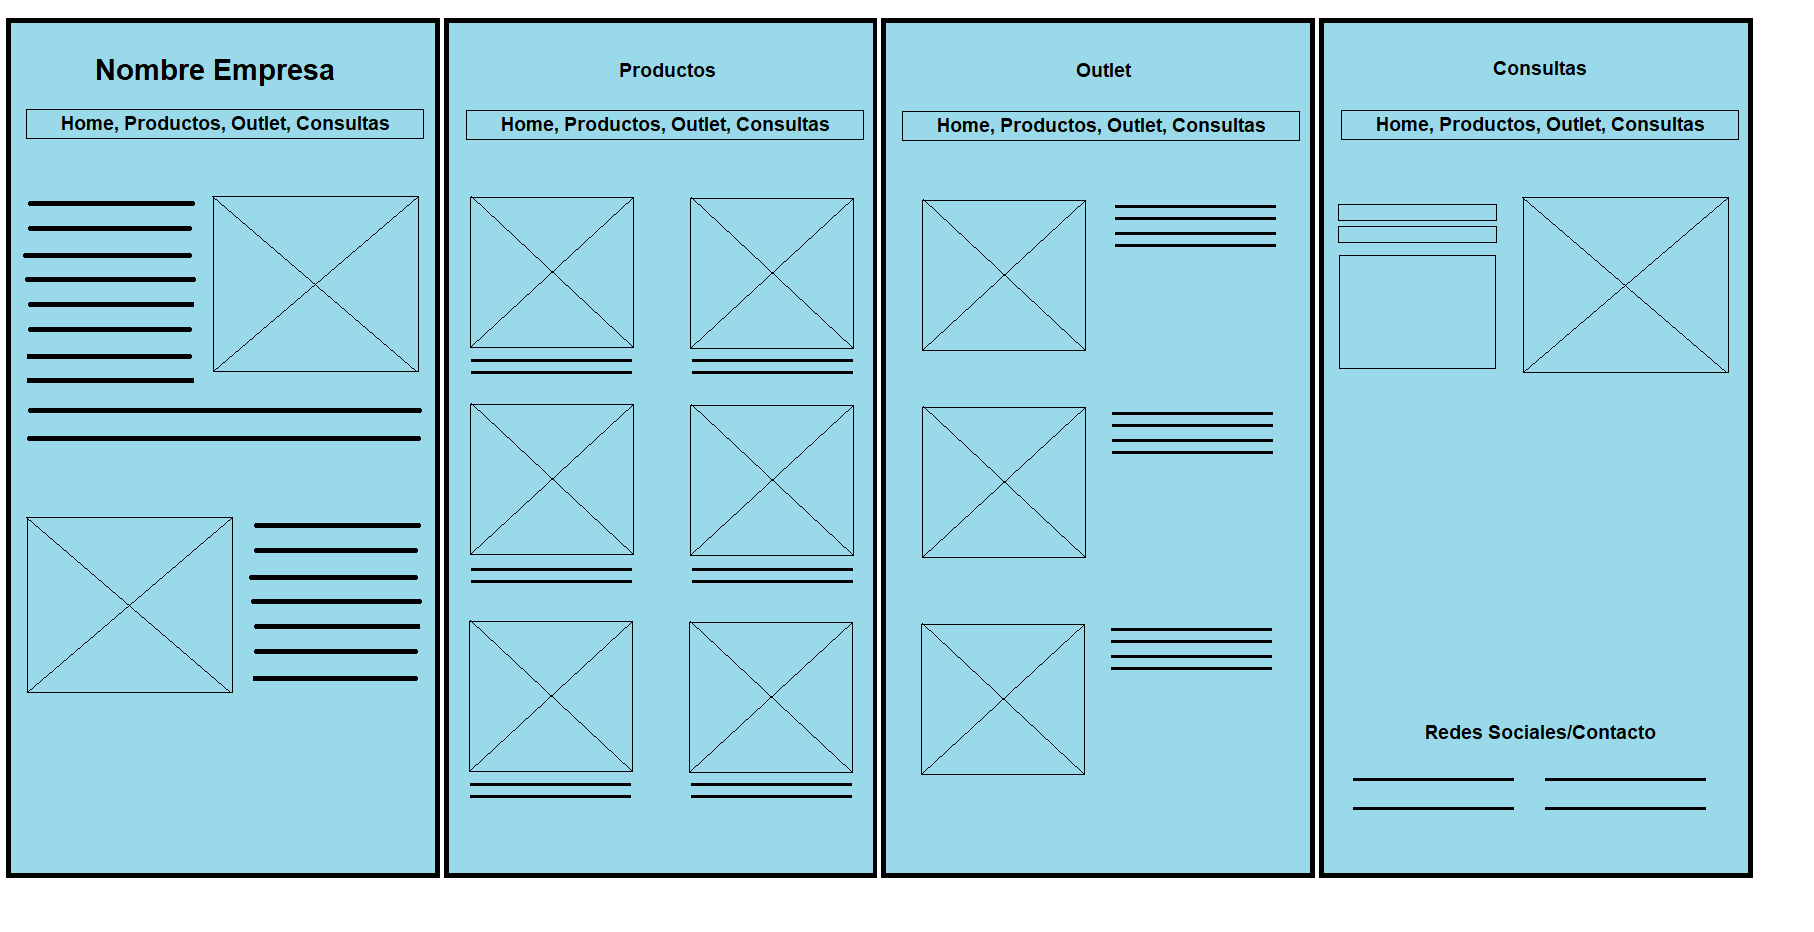 Nombre Empresa
Home, Productos, Outlet, Consultas
Productos
Home, Productos, Outlet, Consultas
Outlet
Home, Productos, Outlet, Consultas
Consultas
Home, Productos, Outlet, Consultas
Redes Sociales/Contacto